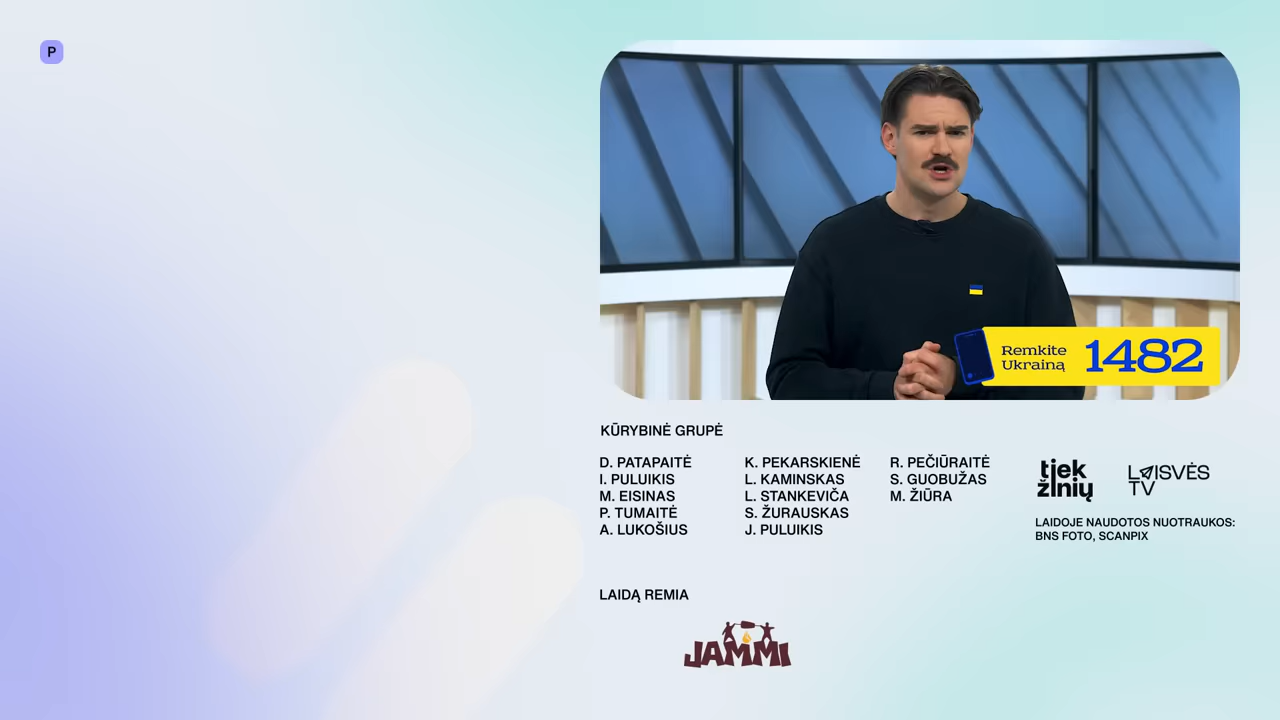 P
Remkite
Ukrainą
1482
KŪRYBINĖ GRUPĖ
D. PATAPAITĖ
I. PULUIKIS
M. EISINAS
P. TUMAITĖ
A. LUKOŠIUS
K. PEKARSKIENĖ
L. KAMINSKAS
L. STANKEVIČA
S. ŽURAUSKAS
J. PULUIKIS
R. PEČIŪRAITĖ
S. GUOBUŽAS
M. ŽIŪRA
tiek
žinių
LAISVĖS
TV
LAIDOJE NAUDOTOS NUOTRAUKOS:
BNS FOTO, SCANPIX
LAIDĄ REMIA
JAMMI